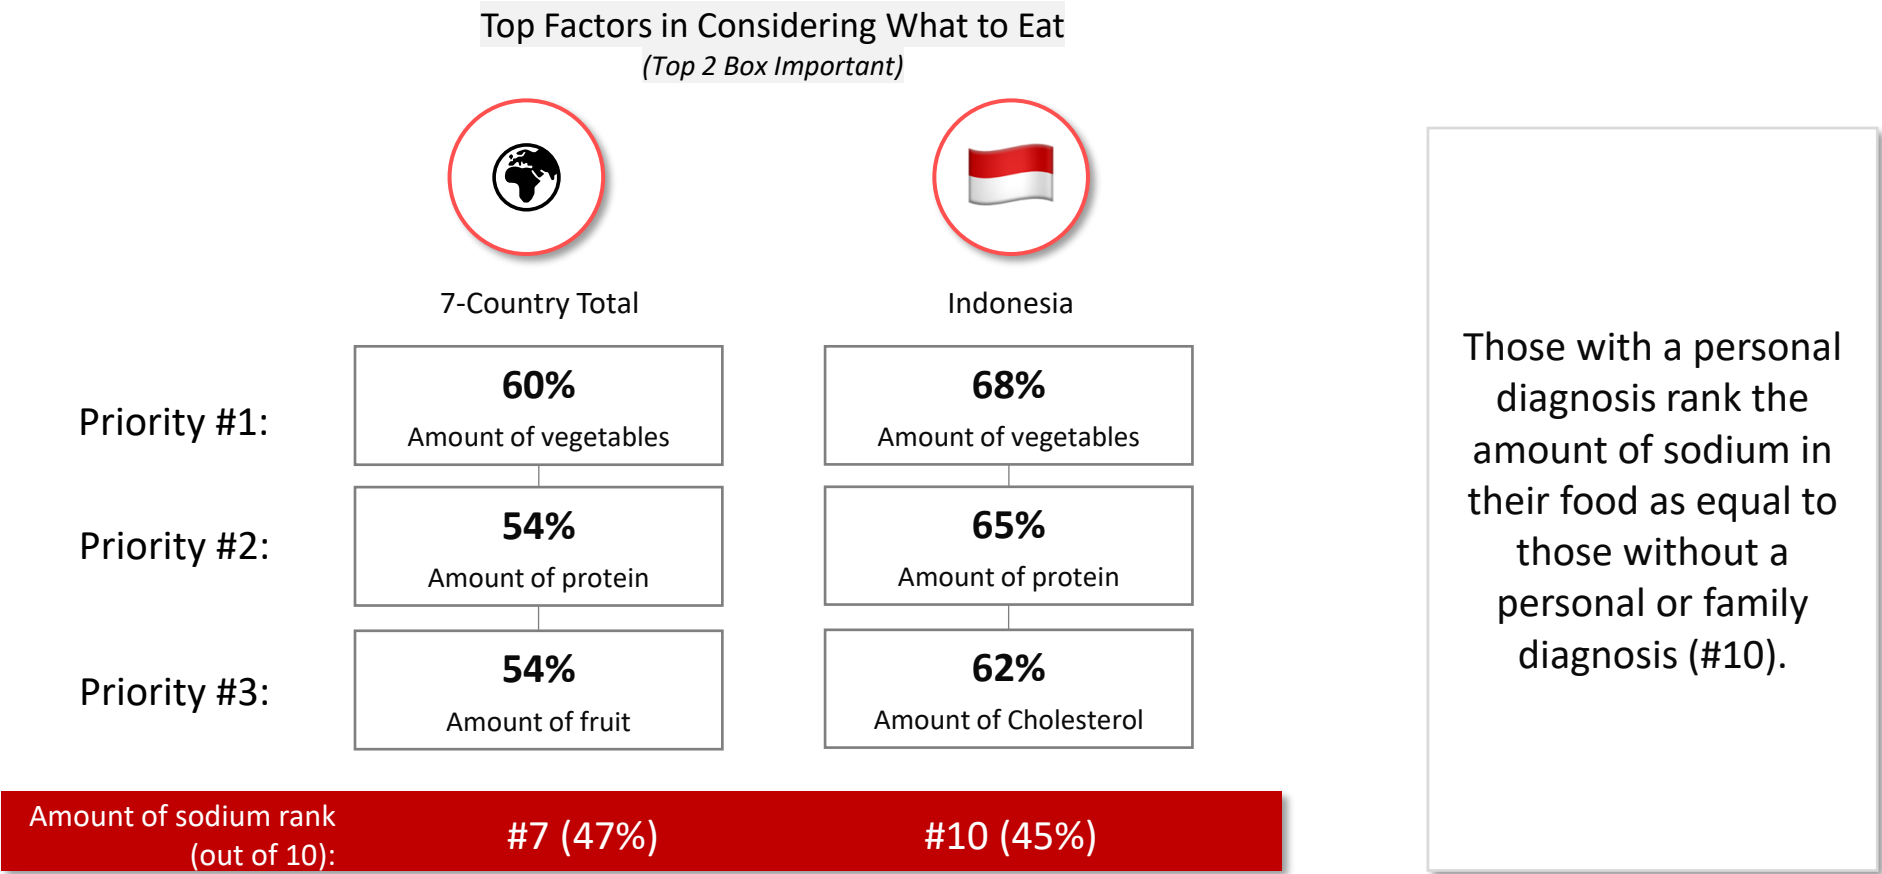 Top Factors in Considering What to Eat
(Top 2 Box Important)
7-Country Total
Indonesia
Priority #1:
60%
Amount of vegetables
68%
Amount of vegetables
Priority #2:
54%
Amount of protein
65%
Amount of protein
Priority #3:
54%
Amount of fruit
62%
Amount of Cholesterol
Amount of sodium rank
(out of 10):
#7 (47%)
#10 (45%)
Those with a personal
diagnosis rank the
amount of sodium in
their food as equal to
those without a
personal or family
diagnosis (#10).